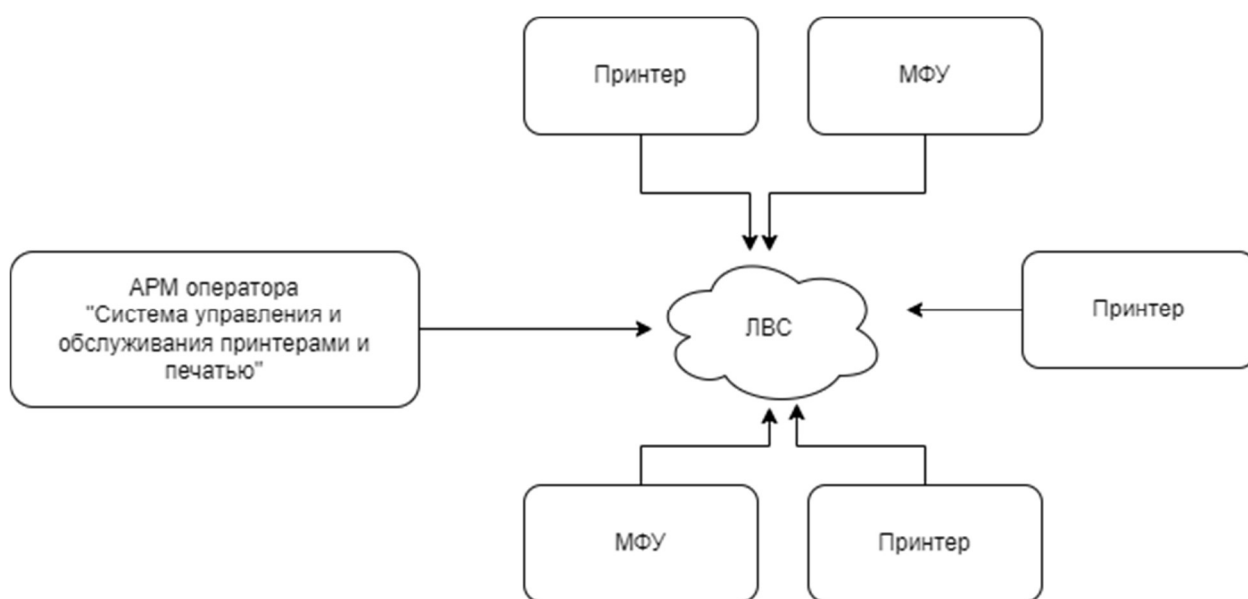 Принтер
МФУ
АРМ оператора
"Система управления и
обслуживания принтерами и
печатью"
ЛВС
Принтер
МФУ
Принтер